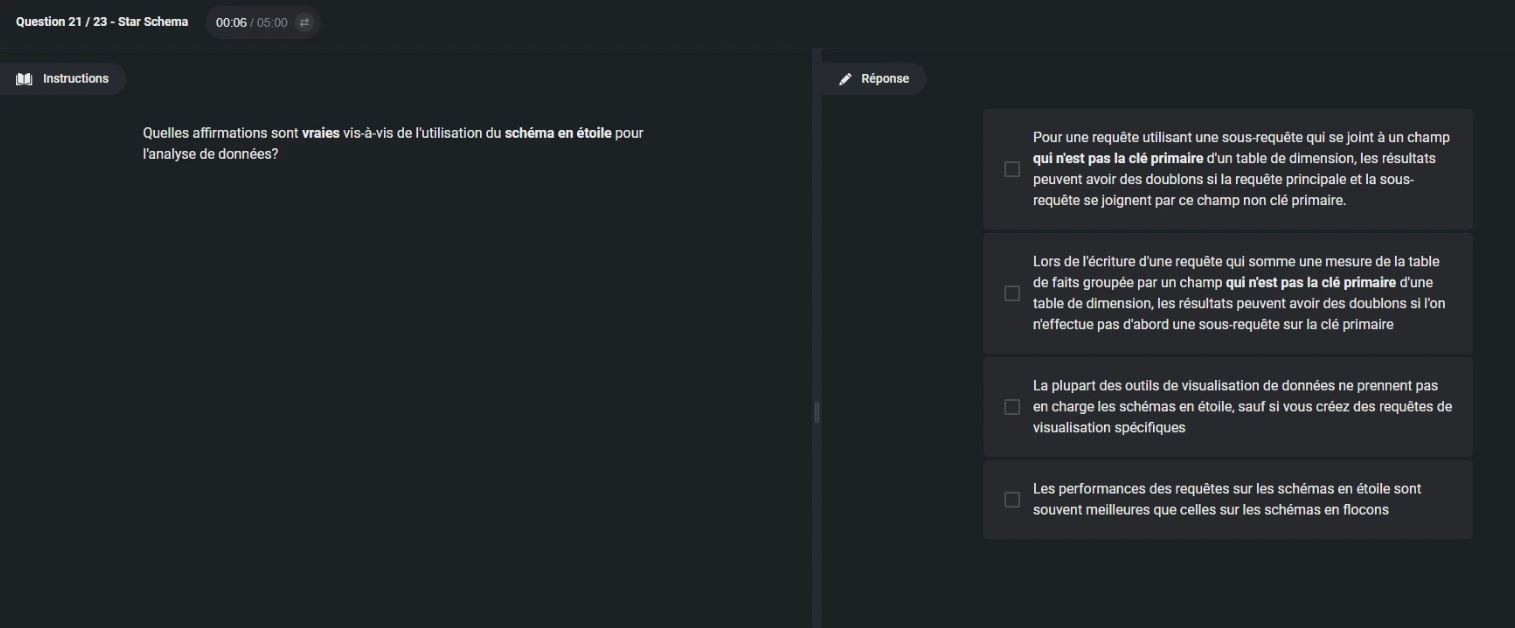 Question 21 / 23 - Star Schema
00:06 / 05:00
Instructions
Quelles affirmations sont vraies vis-à-vis de l'utilisation du schéma en étoile pour
l'analyse de données?
Réponse
Pour une requête utilisant une sous-requête qui se joint à un champ
qui n'est pas la clé primaire d'un table de dimension, les résultats
peuvent avoir des doublons si la requête principale et la sous-
requête se joignent par ce champ non clé primaire.
Lors de l'écriture d'une requête qui somme une mesure de la table
de faits groupée par un champ qui n'est pas la clé primaire d'une
table de dimension, les résultats peuvent avoir des doublons si l'on
n'effectue pas d'abord une sous-requête sur la clé primaire
La plupart des outils de visualisation de données ne prennent pas
en charge les schémas en étoile, sauf si vous créez des requêtes de
visualisation spécifiques
Les performances des requêtes sur les schémas en étoile sont
souvent meilleures que celles sur les schémas en flocons